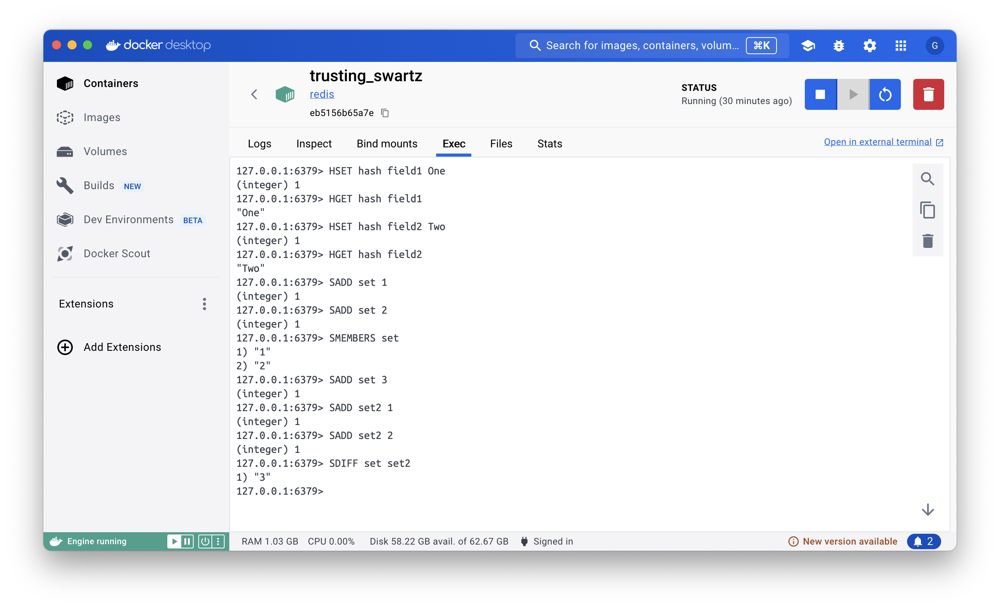 docker desktop
Search for images, containers, volum... ⌘K
G
Containers
Images
Volumes
Builds NEW
Dev Environments BETA
Docker Scout
Extensions
Add Extensions
trusting_swartz
redis
eb5156b65a7e
STATUS
Running (30 minutes ago)
Logs Inspect Bind mounts Exec Files Stats
Open in external terminal
127.0.0.1:6379> HSET hash field1 One
(integer) 1
127.0.0.1:6379> HGET hash field1
"One"
127.0.0.1:6379> HSET hash field2 Two
(integer) 1
127.0.0.1:6379> HGET hash field2
"Two"
127.0.0.1:6379> SADD set 1
(integer) 1
127.0.0.1:6379> SADD set 2
(integer) 1
127.0.0.1:6379> SMEMBERS set
1) "1"
2) "2"
127.0.0.1:6379> SADD set 3
(integer) 1
127.0.0.1:6379> SADD set2 1
(integer) 1
127.0.0.1:6379> SADD set2 2
(integer) 1
127.0.0.1:6379> SDIFF set set2
1) "3"
127.0.0.1:6379>
Engine running
RAM 1.03 GB CPU 0.00% Disk 58.22 GB avail. of 62.67 GB Signed in
New version available 2